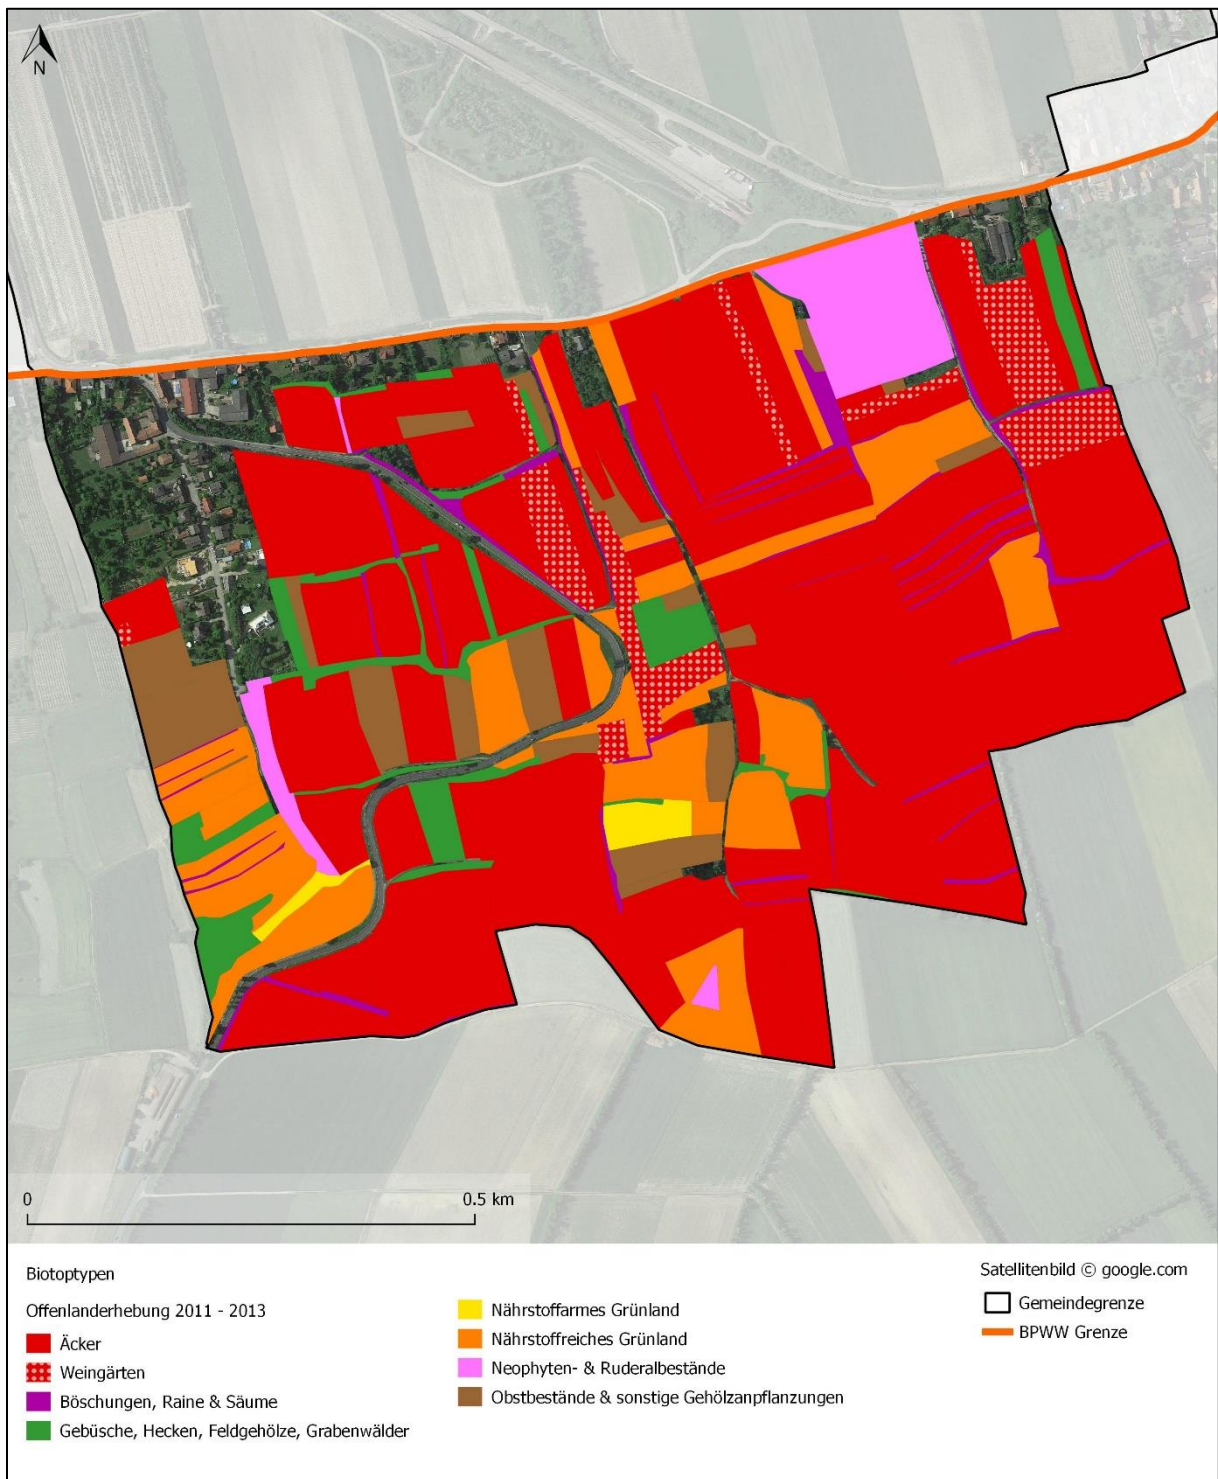 N
0 0.5 km
Biotoptypen
Offenlanderhebung 2011 - 2013
Äcker
Weingärten
Böschungen, Raine & Säume
Gebüsche, Hecken, Feldgehölze, Grabenwälder
Nährstoffarmes Grünland
Nährstoffreiches Grünland
Neophyten- & Ruderalbestände
Obstbestände & sonstige Gehölzanpflanzungen
Satellitenbild © google.com
Gemeindegrenze
BPWW Grenze